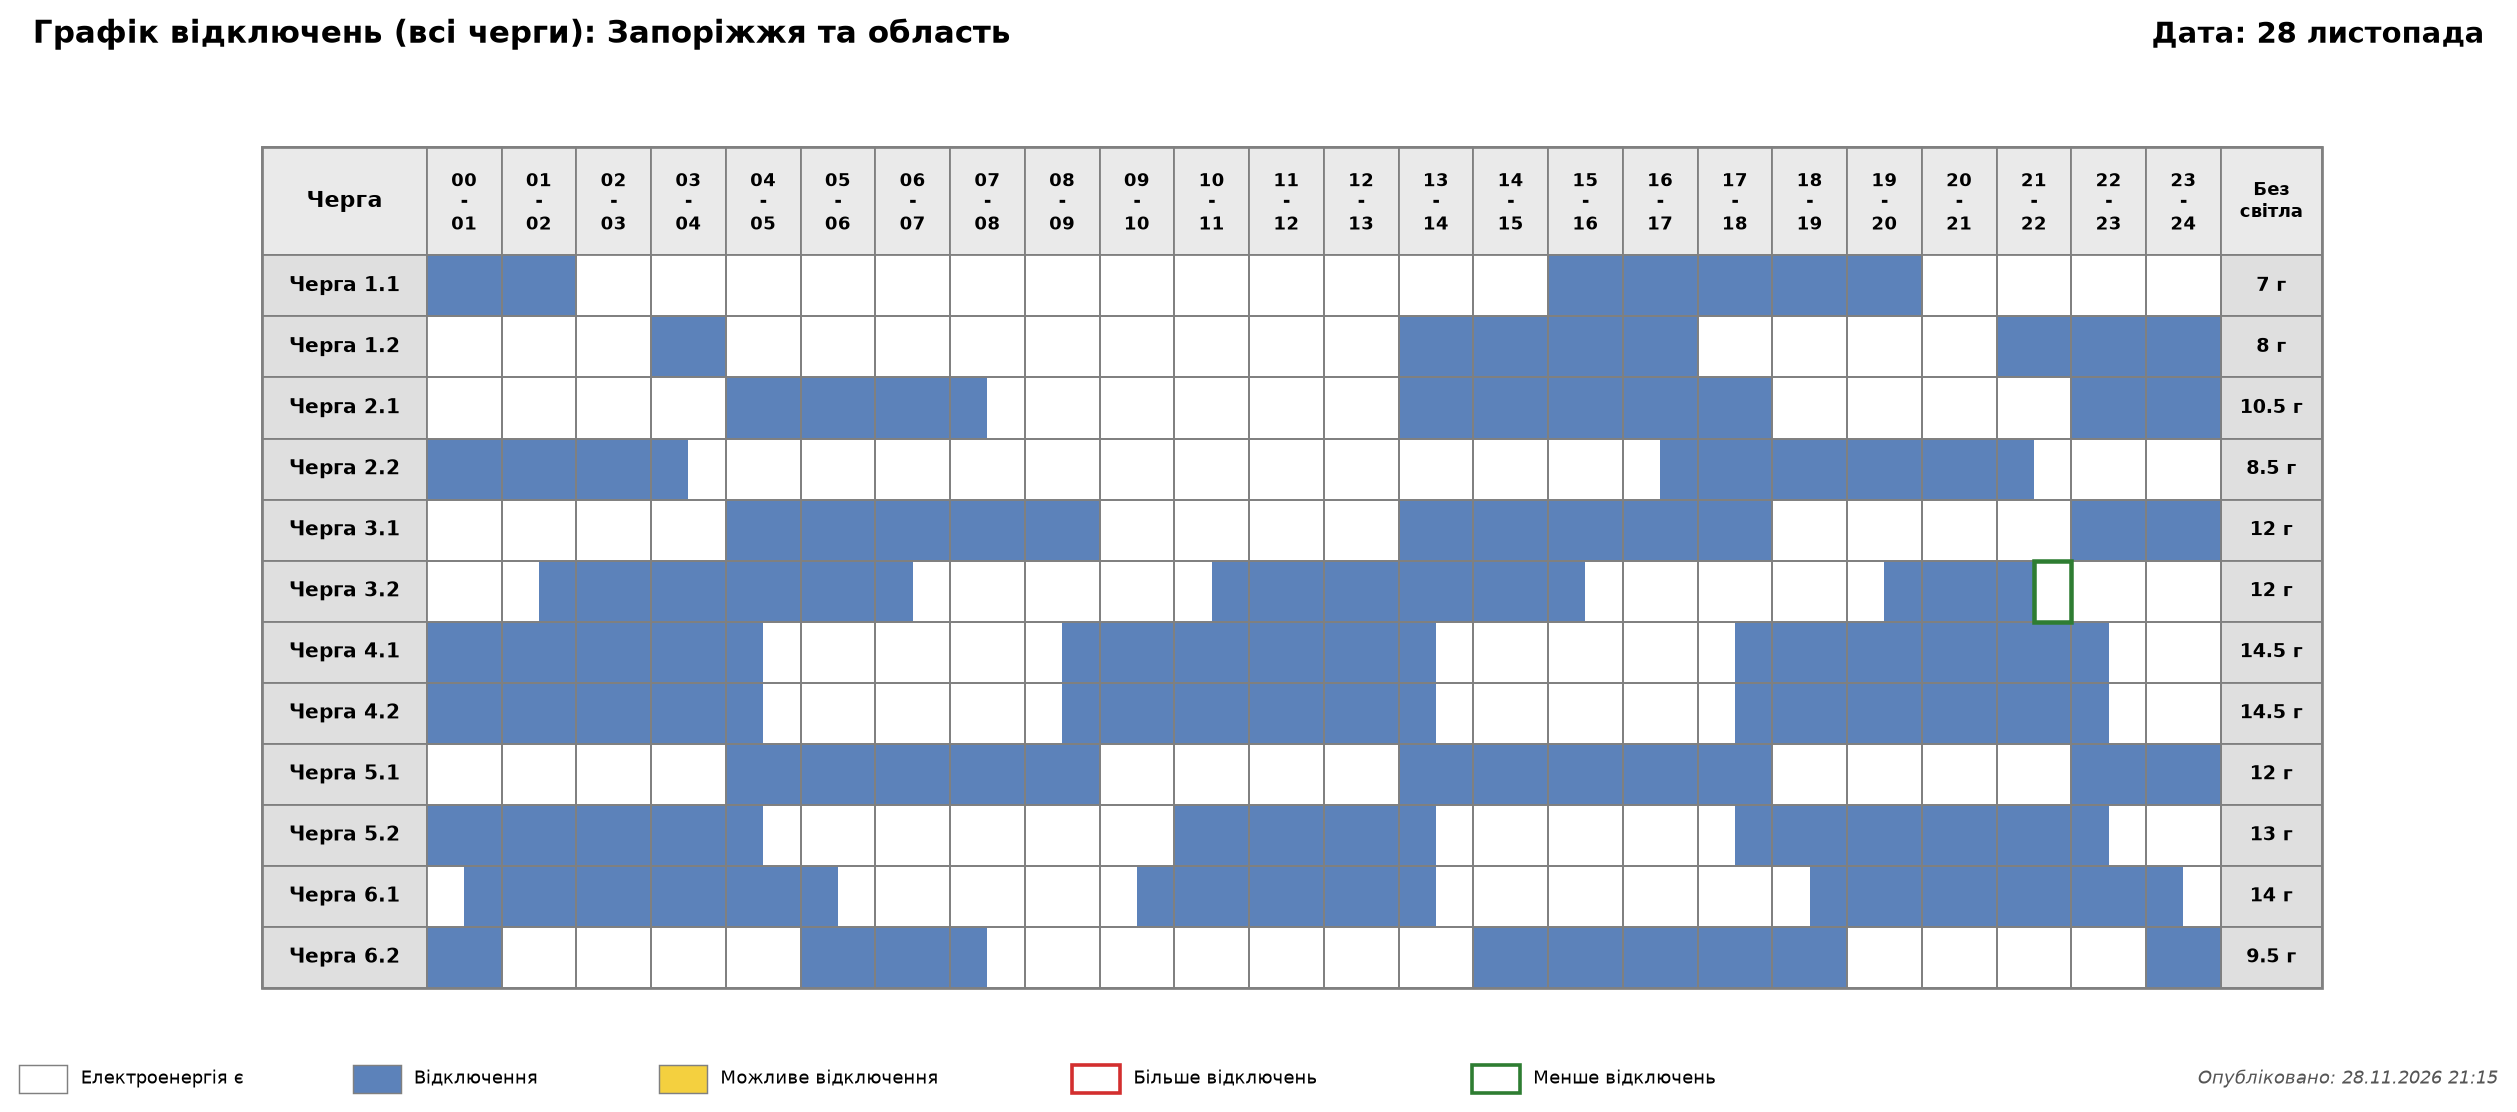 Графік відключень (всі черги): Запоріжжя та область
Дата: 28 листопада
Черга 00 - 01 01 - 02 02 - 03 03 - 04 04 - 05 05 - 06 06 - 07 07 - 08 08 - 09 09 - 10 10 - 11 11 - 12 12 - 13 13 - 14 14 - 15 15 - 16 16 - 17 17 - 18 18 - 19 19 - 20 20 - 21 21 - 22 22 - 23 23 - 24 Без світла
Черга 1.1 7 г
Черга 1.2 8 г
Черга 2.1 10.5 г
Черга 2.2 8.5 г
Черга 3.1 12 г
Черга 3.2 12 г
Черга 4.1 14.5 г
Черга 4.2 14.5 г
Черга 5.1 12 г
Черга 5.2 13 г
Черга 6.1 14 г
Черга 6.2 9.5 г
Електроенергія є
Відключення
Можливе відключення
Більше відключень
Менше відключень
Опубліковано: 28.11.2026 21:15